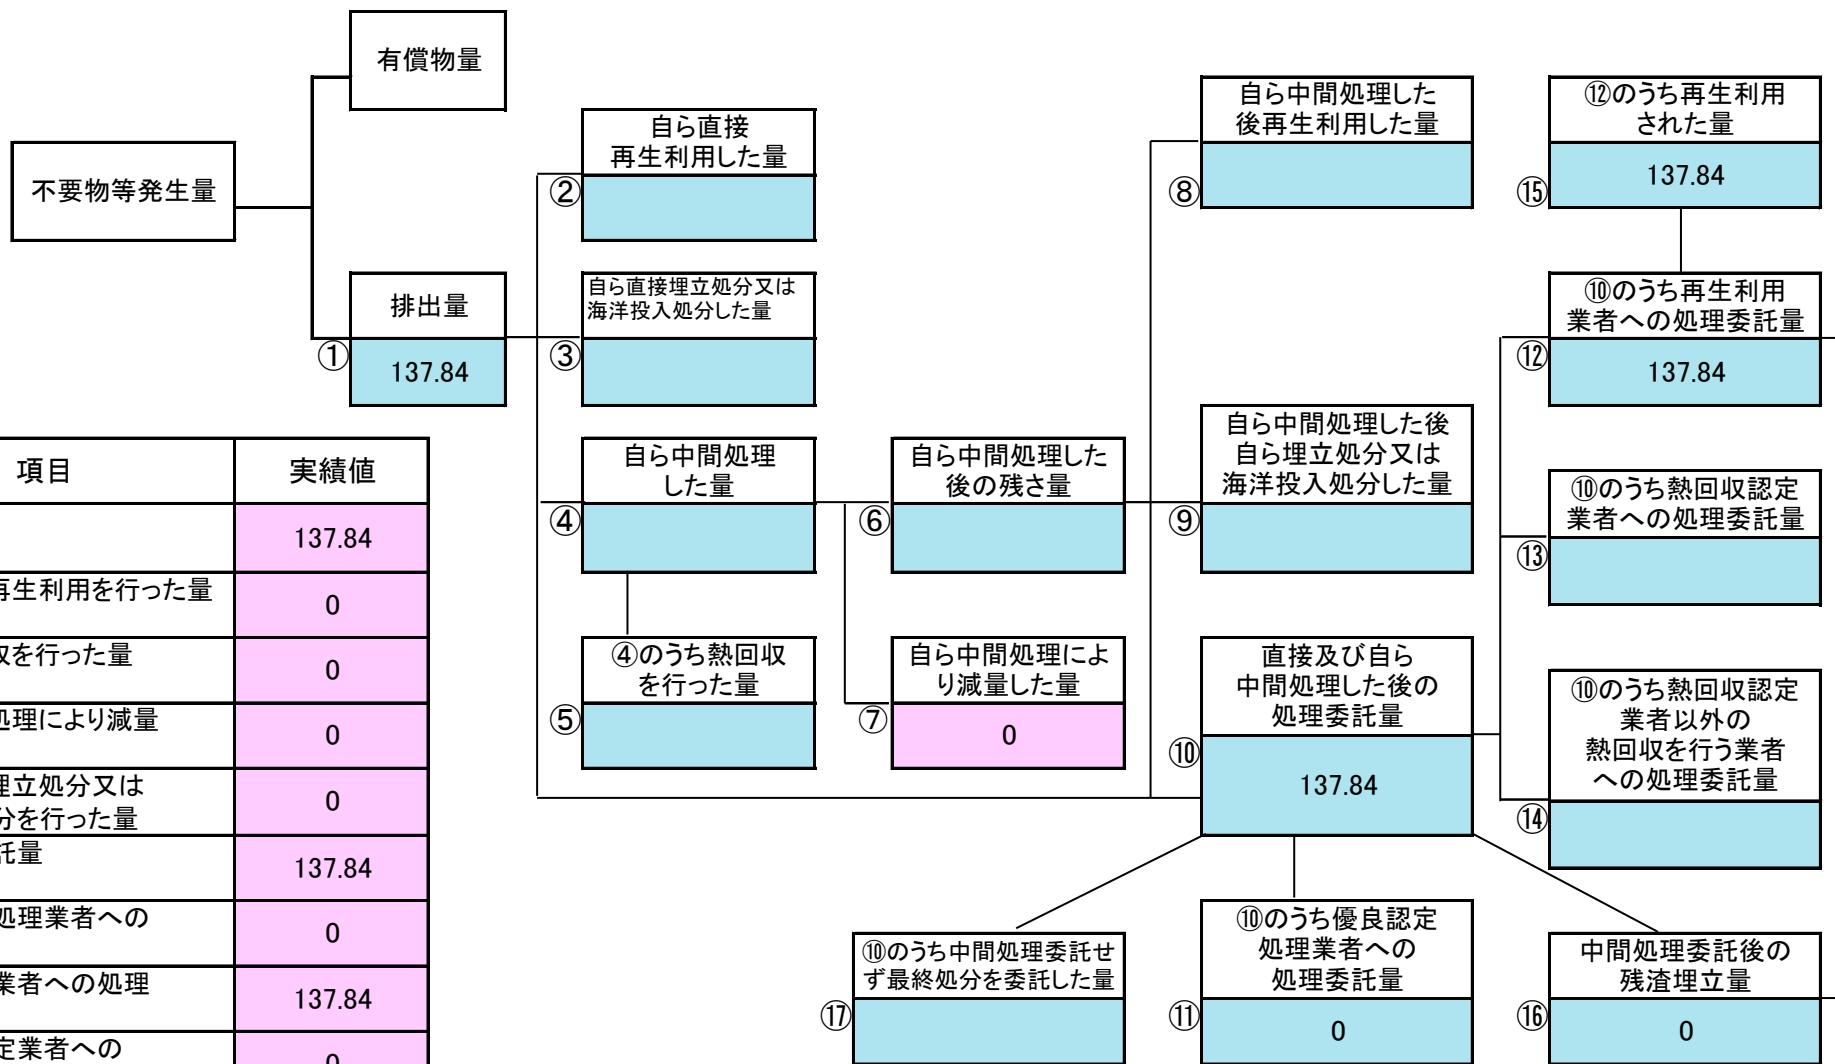 有償物量
不要物等発生量
排出量
①
137.84
自ら直接
再生利用した量
②
自ら直接埋立処分又は
海洋投入処分した量
③
自ら中間処理
した量
④
④のうち熱回収
を行った量
⑤
自ら中間処理した
後の残さ量
⑥
自ら中間処理によ
り減量した量
⑦
0
自ら中間処理した
後再生利用した量
⑧
自ら中間処理した後
自ら埋立処分又は
海洋投入処分した量
⑨
直接及び自ら
中間処理した後の
処理委託量
⑩
137.84
⑫のうち再生利用
された量
⑮
137.84
⑩のうち再生利用
業者への処理委託量
⑫
137.84
⑩のうち熱回収認定
業者への処理委託量
⑬
⑩のうち熱回収認定
業者以外の
熱回収を行う業者
への処理委託量
⑭
⑩のうち中間処理委託せ
ず最終処分を委託した量
⑰
⑩のうち優良認定
処理業者への
処理委託量
⑪
0
中間処理委託後の
残渣埋立量
⑯
0
項目 実績値
137.84
再生利用を行った量
0
収を行った量
0
処理により減量
0
埋立処分又は
分を行った量
0
託量
137.84
処理業者への
0
業者への処理
137.84
定業者への
0